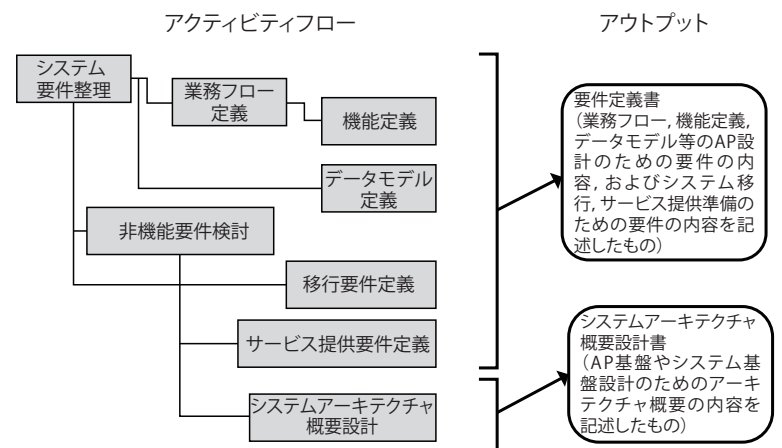 アクティビティフロー
アウトプット
システム
要件整理
業務フロー
定義
機能定義
データモデル
定義
非機能要件検討
移行要件定義
サービス提供要件定義
システムアーキテクチャ
概要設計
要件定義書
（業務フロー, 機能定義,
データモデル等のAP設
計のための要件の内
容, およびシステム移
行, サービス提供準備の
ための要件の内容を記
述したもの）
システムアーキテクチャ
概要設計書
（AP基盤やシステム基
盤設計のためのアーキ
テクチャ概要の内容を
記述したもの）